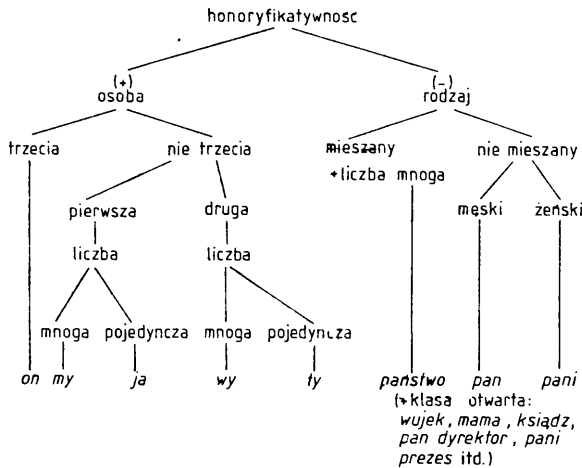 honoryfikatywnosc
(+) (-)
osoba rodzaj
trzecia nie trzecia mieszany nie mieszany
+liczba mnoga
pierwsza druga męski żeński
liczba liczba
mnoga pojedyncza mnoga pojedyncza
on my ja wy ty państwo pan pani
(+klasa otwarta:
wujek, mama, ksiądz,
pan dyrektor, pani
prezes itd.)